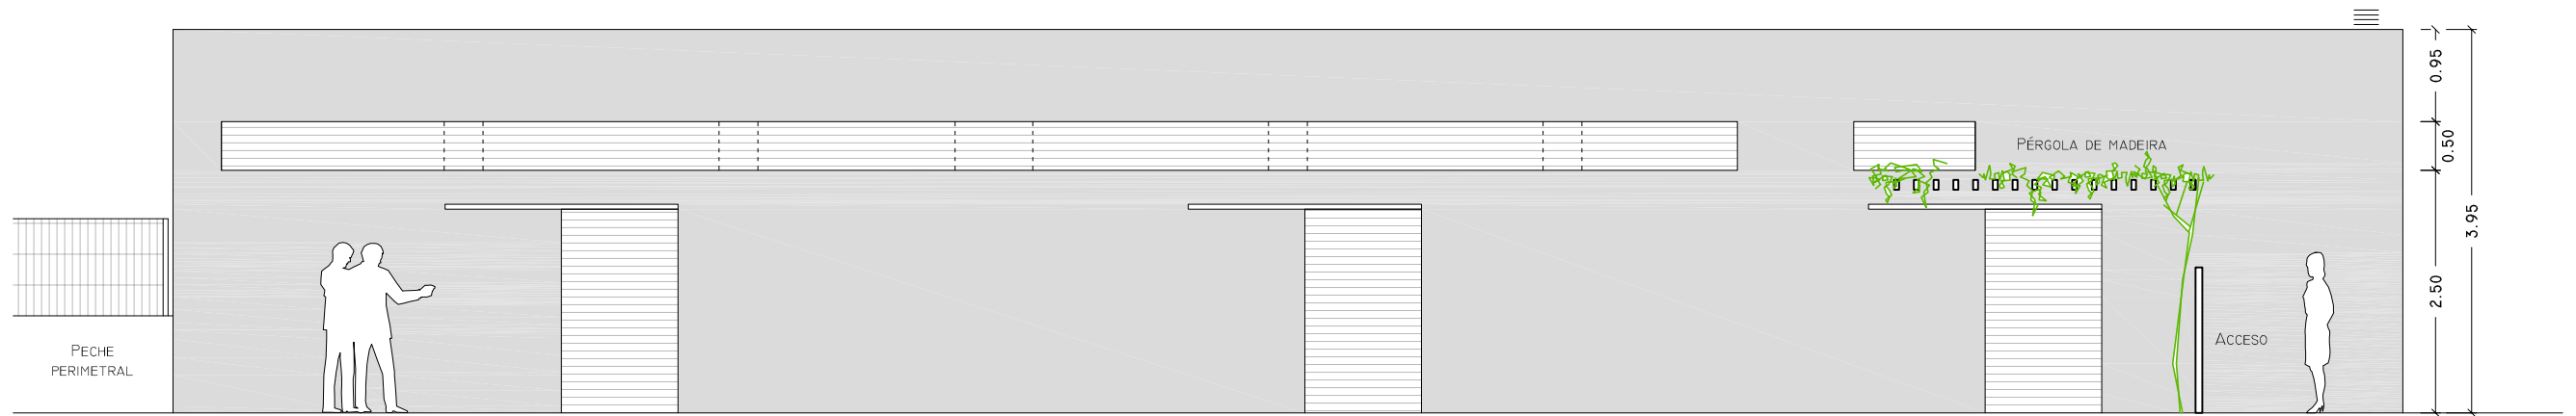 PÉRGOLA DE MADEIRA
PECHE
PERIMETRAL
ACCESO
0.95
0.50
2.50
3.95